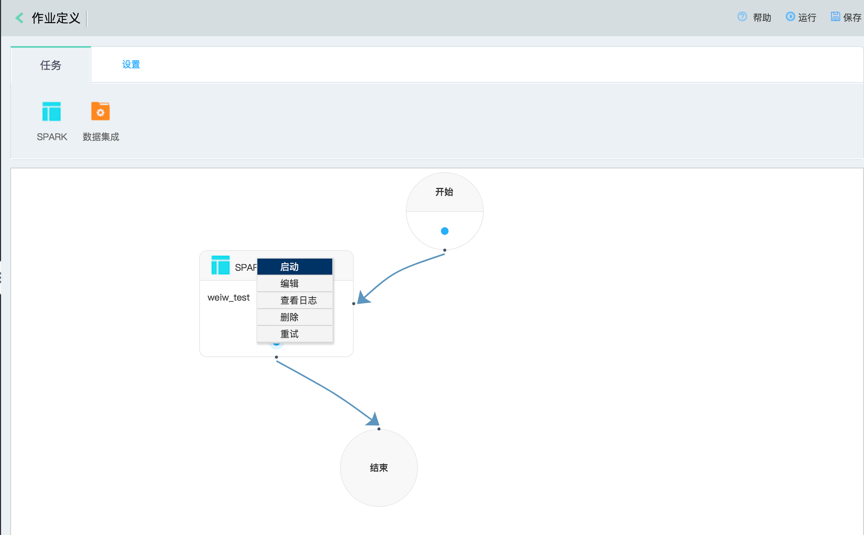 作业定义
帮助
运行
保存
任务
设置
SPARK
数据集成
开始
SPAR
启动
编辑
weiw_test
查看日志
删除
重试
结束